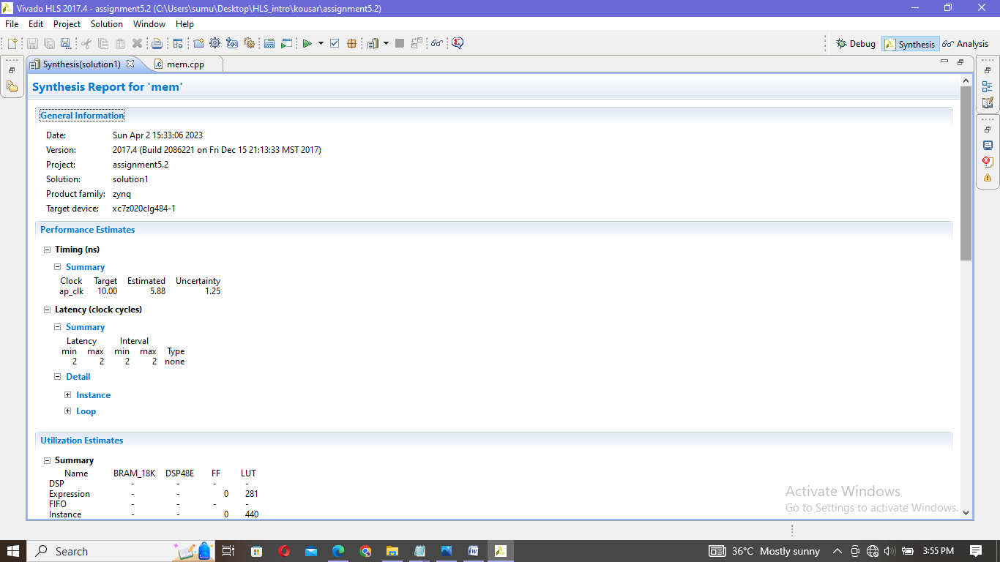 Vivado HLS 2017.4 - assignment5.2 (C:\Users\sumu\Desktop\HLS_intro\kousar\assignment5.2)
File Edit Project Solution Window Help
Debug Synthesis Analysis
Synthesis(solution1) mem.cpp
Synthesis Report for 'mem'
General Information
Date: Sun Apr 2 15:33:06 2023
Version: 2017.4 (Build 2086221 on Fri Dec 15 21:13:33 MST 2017)
Project: assignment5.2
Solution: solution1
Product family: zynq
Target device: xc7z020clg484-1
Performance Estimates
Timing (ns)
Summary
Clock Target Estimated Uncertainty
ap_clk 10.00 5.88 1.25
Latency (clock cycles)
Summary
Latency Interval
min max min max Type
2 2 2 2 none
Detail
Instance
Loop
Utilization Estimates
Summary
Name BRAM_18K DSP48E FF LUT
DSP - - - -
Expression - - 0 281
FIFO - - - -
Instance - - 0 440
Activate Windows
Go to Settings to activate Windows.
Search
36°C Mostly sunny
3:55 PM